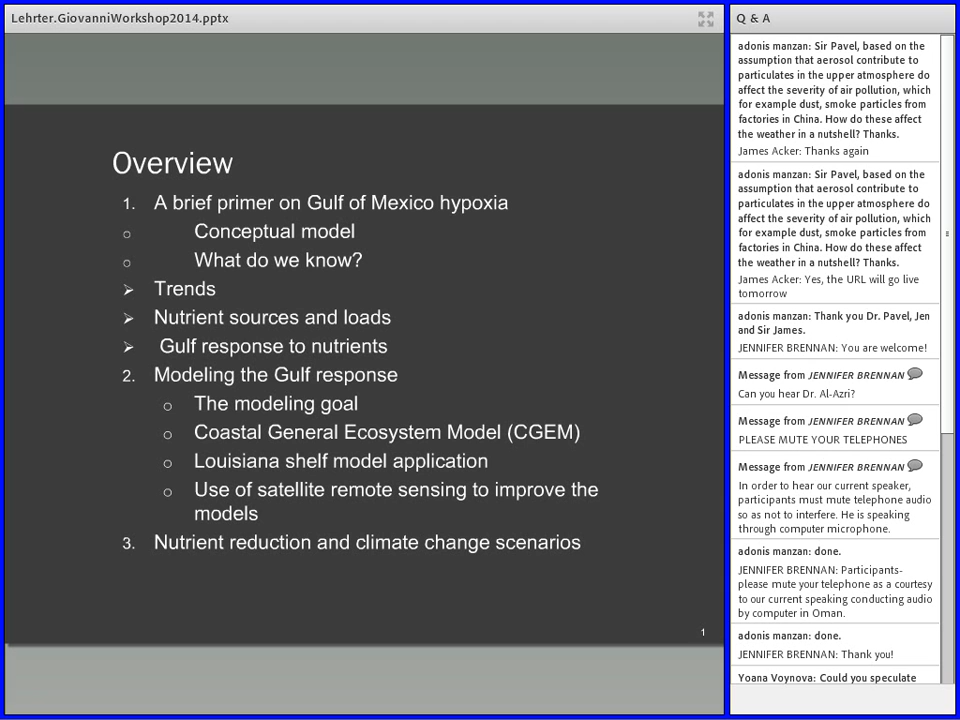 Lehrter.GiovanniWorkshop2014.pptx
Overview
1. A brief primer on Gulf of Mexico hypoxia
o Conceptual model
o What do we know?
➢ Trends
➢ Nutrient sources and loads
➢ Gulf response to nutrients
2. Modeling the Gulf response
o The modeling goal
o Coastal General Ecosystem Model (CGEM)
o Louisiana shelf model application
o Use of satellite remote sensing to improve the
models
3. Nutrient reduction and climate change scenarios
1
Q & A
adonis manzan: Sir Pavel, based on the
assumption that aerosol contribute to
particulates in the upper atmosphere do
affect the severity of air pollution, which
for example dust, smoke particles from
factories in China. How do these affect
the weather in a nutshell? Thanks.
James Acker: Thanks again
adonis manzan: Sir Pavel, based on the
assumption that aerosol contribute to
particulates in the upper atmosphere do
affect the severity of air pollution, which
for example dust, smoke particles from
factories in China. How do these affect
the weather in a nutshell? Thanks.
James Acker: Yes, the URL will go live
tomorrow
adonis manzan: Thank you Dr. Pavel, Jen
and Sir James.
JENNIFER BRENNAN: You are welcome!
Message from JENNIFER BRENNAN
Can you hear Dr. Al-Azri?
Message from JENNIFER BRENNAN
PLEASE MUTE YOUR TELEPHONES
Message from JENNIFER BRENNAN
In order to hear our current speaker,
participants must mute telephone audio
so as not to interfere. He is speaking
through computer microphone.
adonis manzan: done.
JENNIFER BRENNAN: Participants-
please mute your telephone as a courtesy
to our current speaking conducting audio
by computer in Oman.
adonis manzan: done.
JENNIFER BRENNAN: Thank you!
Yoana Voynova: Could you speculate